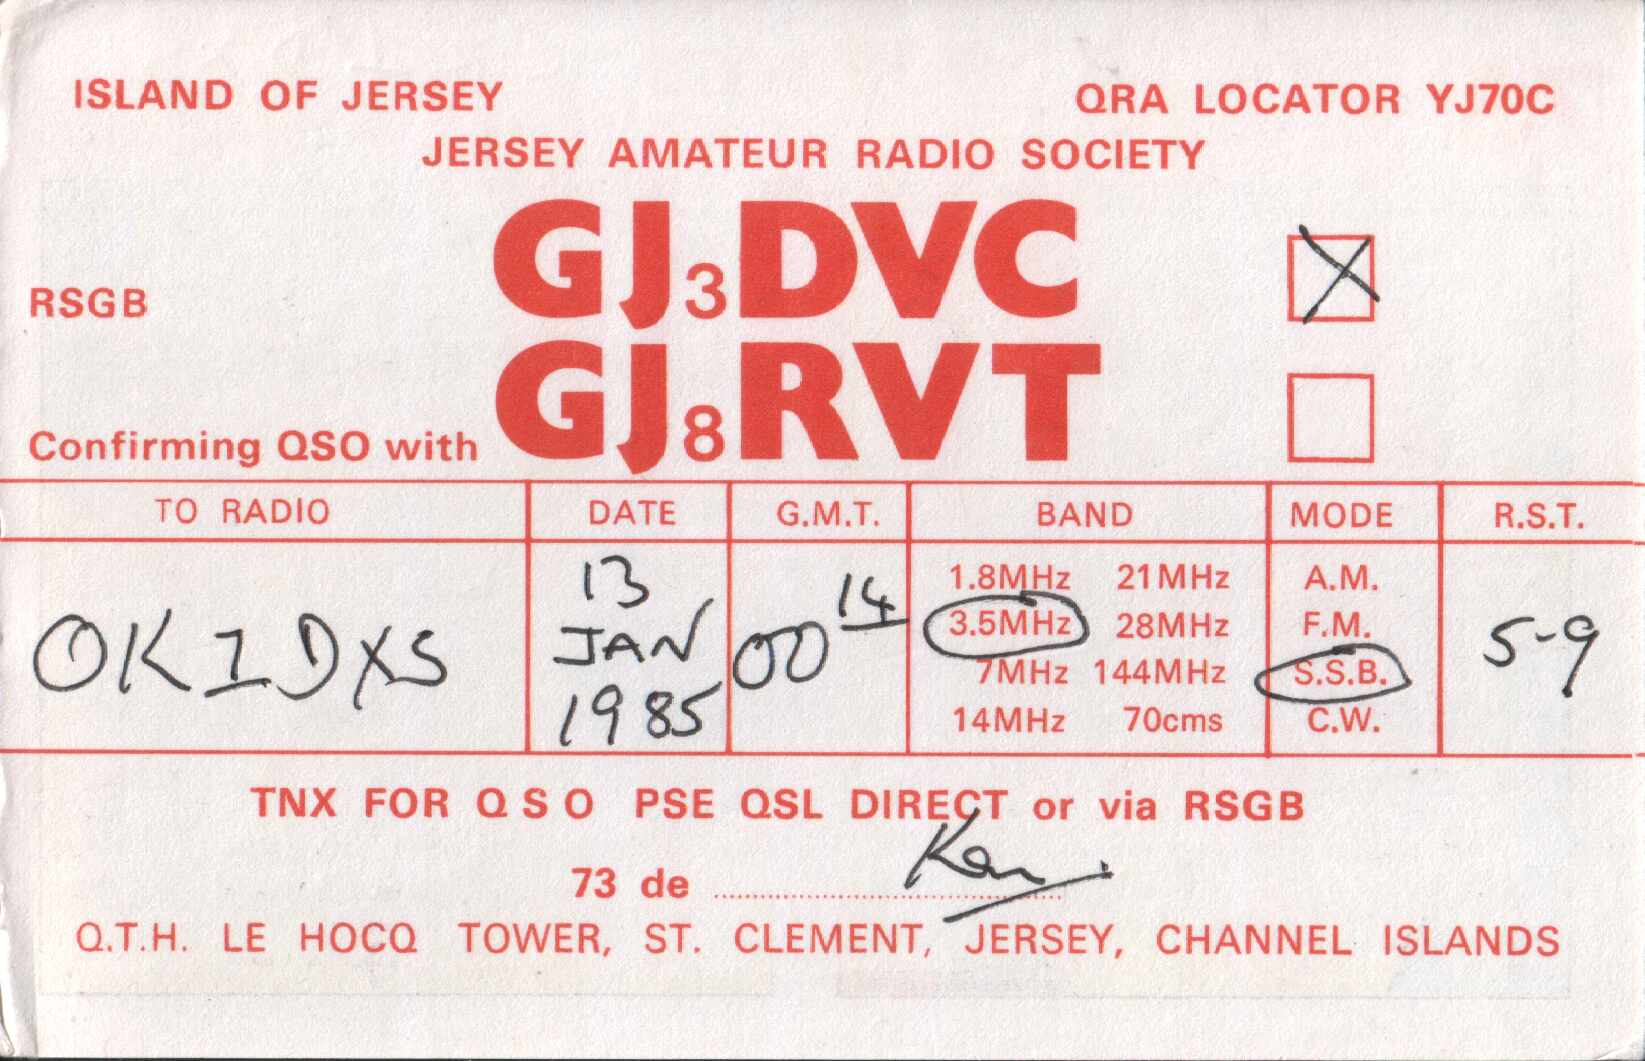 ISLAND OF JERSEY
QRA LOCATOR YJ70C
JERSEY AMATEUR RADIO SOCIETY
GJ3DVC X
RSGB
GJ8RVT
Confirming QSO with
TO RADIO DATE G.M.T. BAND MODE R.S.T.
OK1DXS
13
JAN
1985
0014
1.8MHz 21MHz
3.5MHz 28MHz
7MHz 144MHz
14MHz 70cms
A.M.
F.M.
S.S.B.
C.W.
5-9
TNX FOR QSO PSE QSL DIRECT or via RSGB
73 de Ken
Q.T.H. LE HOCQ TOWER, ST. CLEMENT, JERSEY, CHANNEL ISLANDS